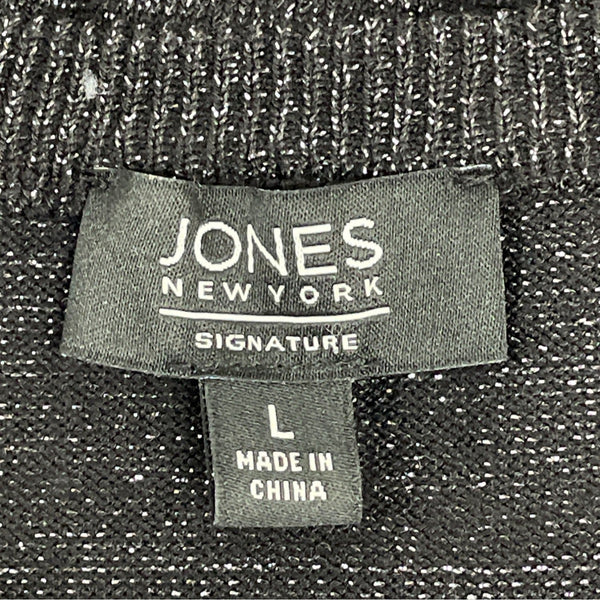 JONES
NEW YORK
SIGNATURE
L
MADE IN
CHINA